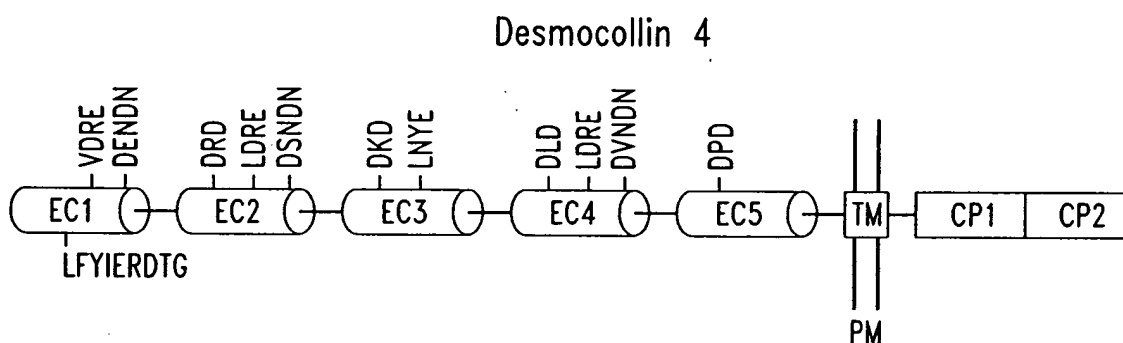 Desmocollin 4
VDRE DENDN DRD LDRE DSNDN DKD LNYE DLD LDRE DVNDN DPD
EC1 EC2 EC3 EC4 EC5 TM CP1 CP2
LFYIERDTG
PM